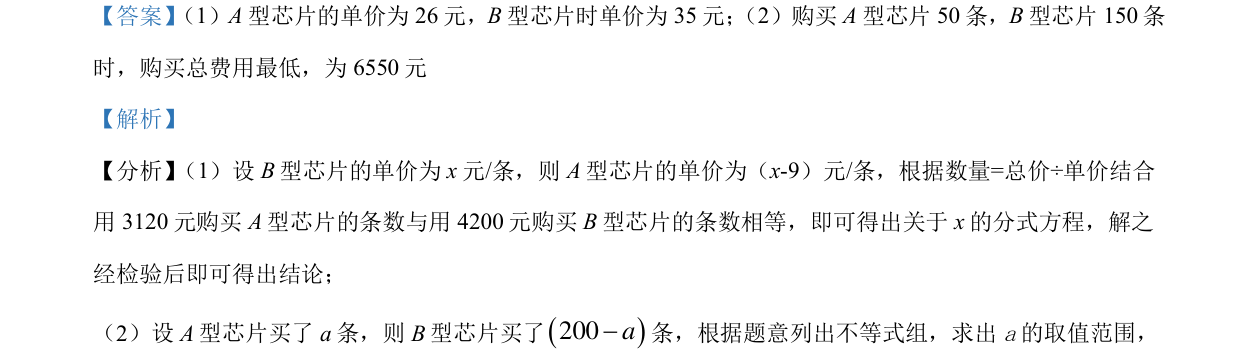 【答案】（1）A 型芯片的单价为 26 元，B 型芯片时单价为 35 元；（2）购买 A 型芯片 50 条，B 型芯片 150 条
时，购买总费用最低，为 6550 元
【解析】
【分析】（1）设 B 型芯片的单价为 x 元/条，则 A 型芯片的单价为（x-9）元/条，根据数量=总价÷单价结合
用 3120 元购买 A 型芯片的条数与用 4200 元购买 B 型芯片的条数相等，即可得出关于 x 的分式方程，解之
经检验后即可得出结论；
（2）设 A 型芯片买了 a 条，则 B 型芯片买了(200−a)条，根据题意列出不等式组，求出 a 的取值范围，